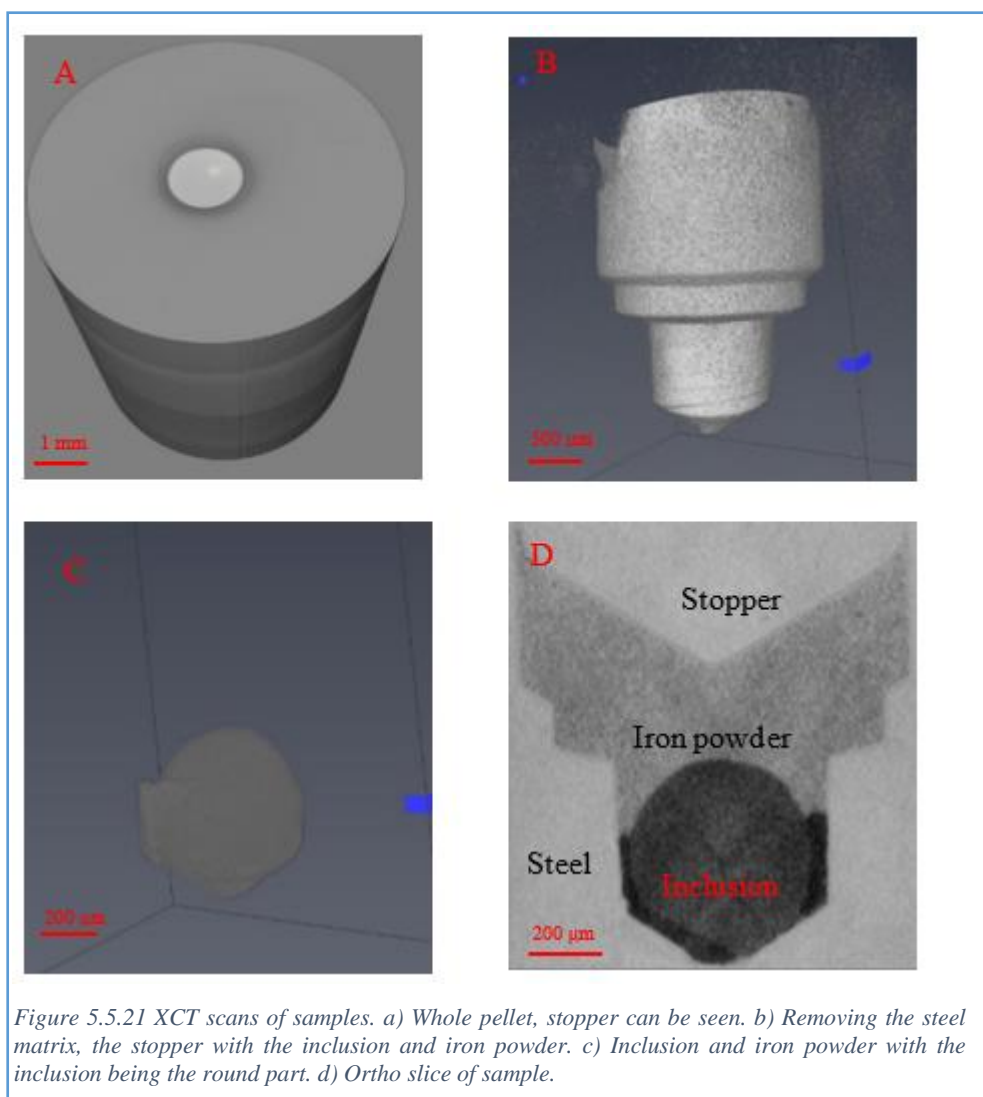 A
1 mm
B
500 µm
C
200 µm
D
Stopper
Iron powder
Steel
Inclusion
200 µm
Figure 5.5.21 XCT scans of samples. a) Whole pellet, stopper can be seen. b) Removing the steel
matrix, the stopper with the inclusion and iron powder. c) Inclusion and iron powder with the
inclusion being the round part. d) Ortho slice of sample.